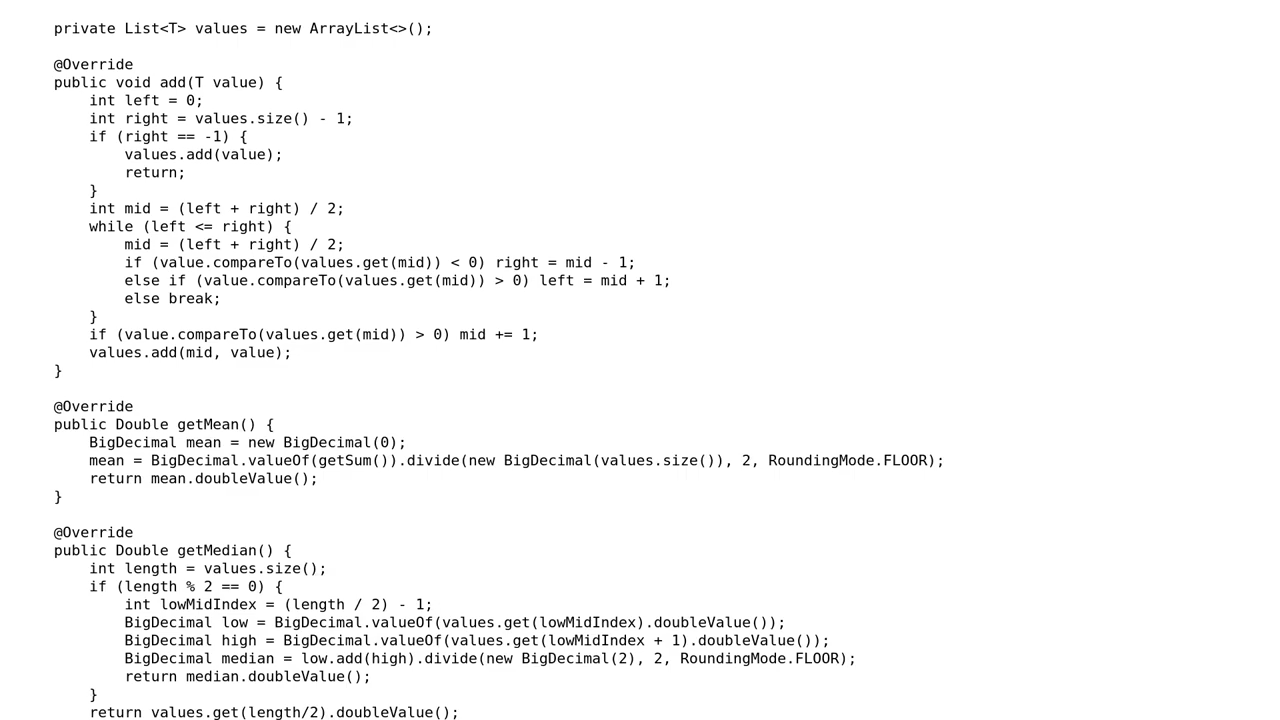 private List<T> values = new ArrayList<>();

@Override
public void add(T value) {
    int left = 0;
    int right = values.size() - 1;
    if (right == -1) {
        values.add(value);
        return;
    }
    int mid = (left + right) / 2;
    while (left <= right) {
        mid = (left + right) / 2;
        if (value.compareTo(values.get(mid)) < 0) right = mid - 1;
        else if (value.compareTo(values.get(mid)) > 0) left = mid + 1;
        else break;
    }
    if (value.compareTo(values.get(mid)) > 0) mid += 1;
    values.add(mid, value);
}

@Override
public Double getMean() {
    BigDecimal mean = new BigDecimal(0);
    mean = BigDecimal.valueOf(getSum()).divide(new BigDecimal(values.size()), 2, RoundingMode.FLOOR);
    return mean.doubleValue();
}

@Override
public Double getMedian() {
    int length = values.size();
    if (length % 2 == 0) {
        int lowMidIndex = (length / 2) - 1;
        BigDecimal low = BigDecimal.valueOf(values.get(lowMidIndex).doubleValue());
        BigDecimal high = BigDecimal.valueOf(values.get(lowMidIndex + 1).doubleValue());
        BigDecimal median = low.add(high).divide(new BigDecimal(2), 2, RoundingMode.FLOOR);
        return median.doubleValue();
    }
    return values.get(length/2).doubleValue();